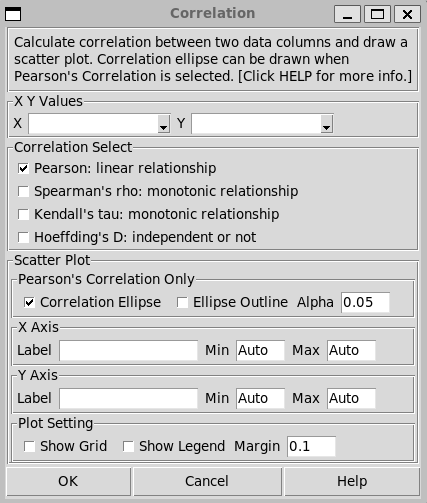 Correlation
Calculate correlation between two data columns and draw a
scatter plot. Correlation ellipse can be drawn when
Pearson's Correlation is selected. [Click HELP for more info.]
X Y Values
X Y
Correlation Select
Pearson: linear relationship
Spearman's rho: monotonic relationship
Kendall's tau: monotonic relationship
Hoeffding's D: independent or not
Scatter Plot
Pearson's Correlation Only
Correlation Ellipse Ellipse Outline Alpha 0.05
X Axis
Label Min Auto Max Auto
Y Axis
Label Min Auto Max Auto
Plot Setting
Show Grid Show Legend Margin 0.1
OK Cancel Help